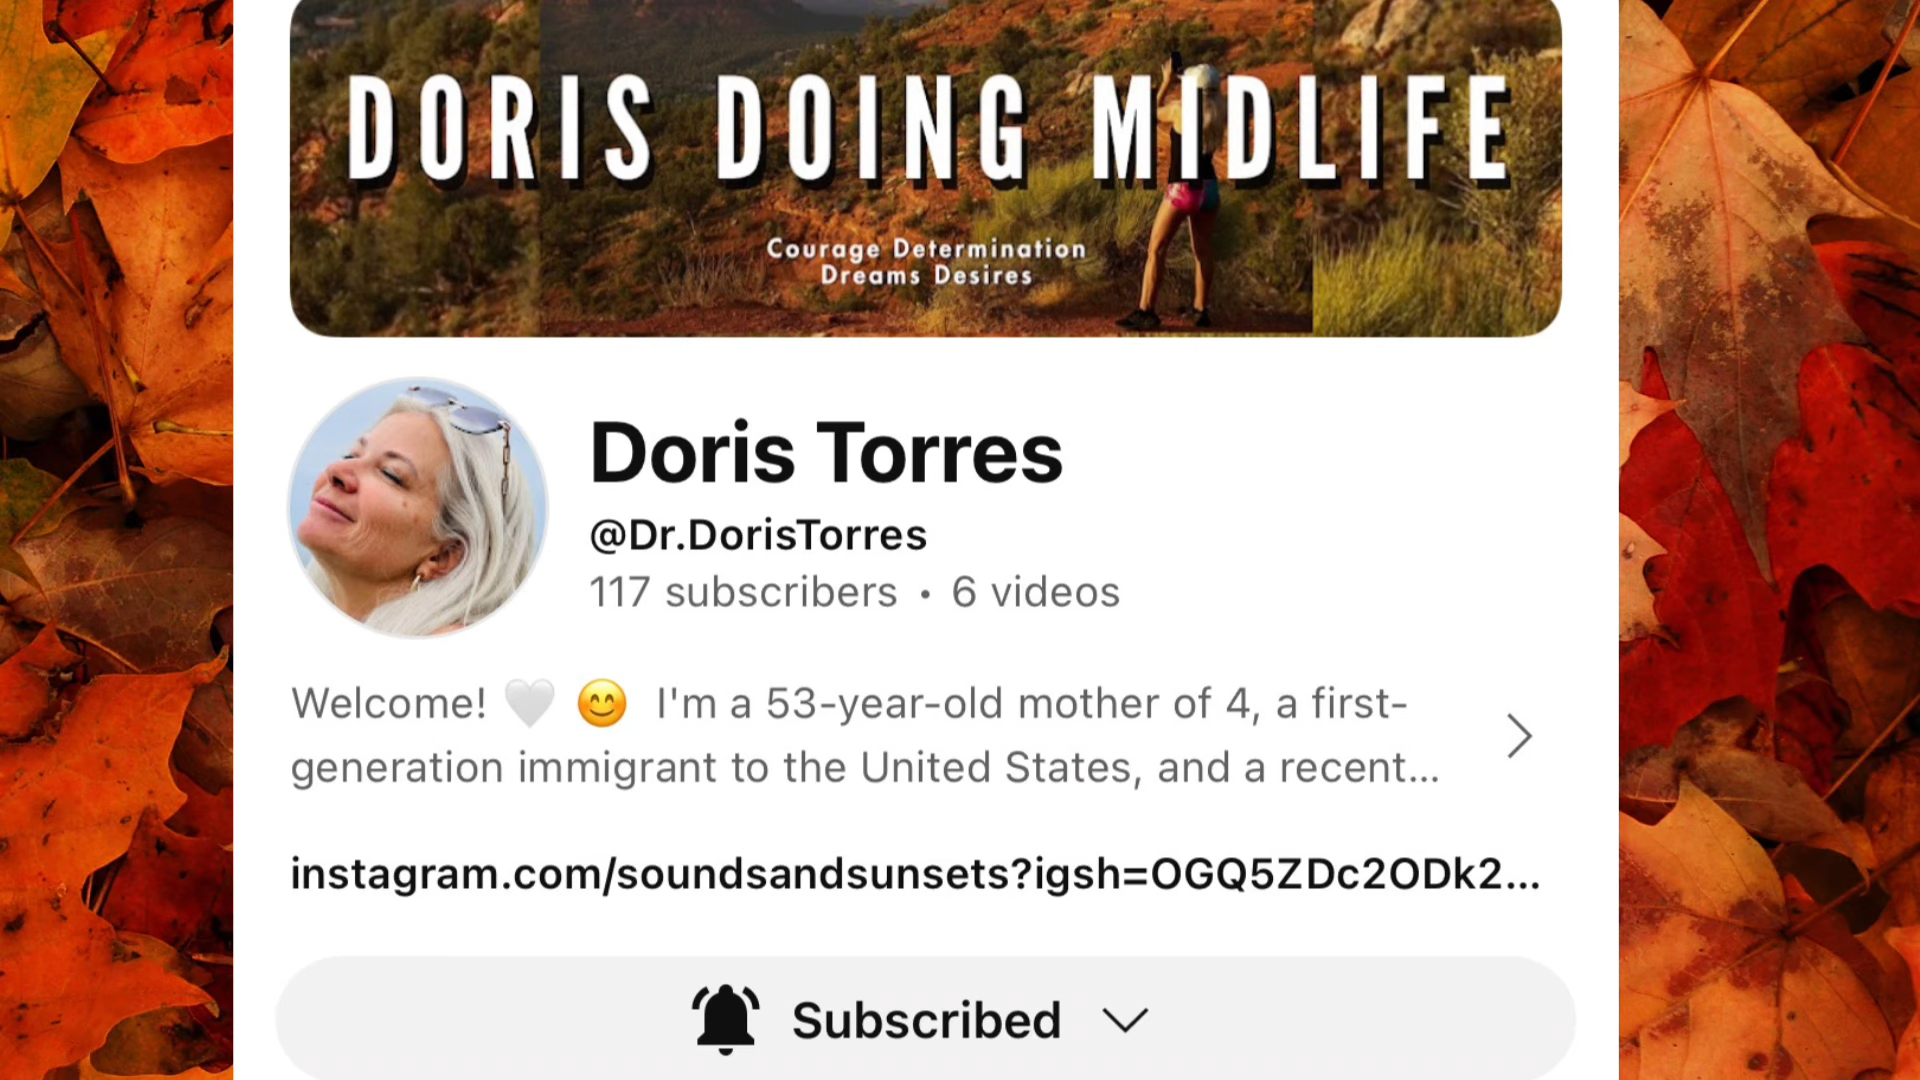 DORIS DOING MIDLIFE
Courage Determination
Dreams Desires
Doris Torres
@Dr.DorisTorres
117 subscribers • 6 videos
Welcome! 🤍 😊 I'm a 53-year-old mother of 4, a first-
generation immigrant to the United States, and a recent...
instagram.com/soundsandsunsets?igsh=OGQ5ZDc2ODk2...
Subscribed